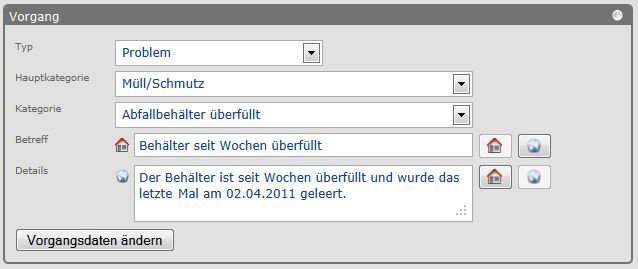 Vorgang
Typ
Problem
Hauptkategorie
Müll/Schmutz
Kategorie
Abfallbehälter überfüllt
Betreff
Behälter seit Wochen überfüllt
Details
Der Behälter ist seit Wochen überfüllt und wurde das
letzte Mal am 02.04.2011 geleert.
Vorgangsdaten ändern